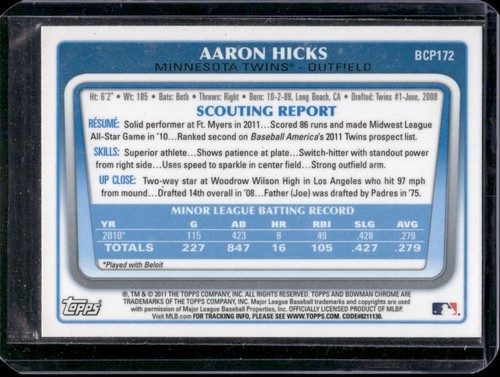 AARON HICKS
BCP172
MINNESOTA TWINS® - OUTFIELD
Ht: 6'2" • Wt: 185 • Bats: Both • Throws: Right • Born: 10-2-89, Long Beach, CA • Drafted: Twins #1-June, 2008
SCOUTING REPORT
RÉSUMÉ: Solid performer at Ft. Myers in 2011...Scored 86 runs and made Midwest League
All-Star Game in '10...Ranked second on Baseball America's 2011 Twins prospect list.
SKILLS: Superior athlete...Shows patience at plate...Switch-hitter with standout power
from right side...Uses speed to sparkle in center field...Strong outfield arm.
UP CLOSE: Two-way star at Woodrow Wilson High in Los Angeles who hit 97 mph
from mound...Drafted 14th overall in '08...Father (Joe) was drafted by Padres in '75.
MINOR LEAGUE BATTING RECORD
YR G AB HR RBI SLG AVG
2010* 115 423 8 49 .428 .279
TOTALS 227 847 16 105 .427 .279
*Played with Beloit
TOPPS
®, TM & © 2011 THE TOPPS COMPANY, INC. ALL RIGHTS RESERVED. TOPPS AND BOWMAN CHROME ARE
TRADEMARKS OF THE TOPPS COMPANY, INC. Major League Baseball trademarks and copyrights are used
with permission of Major League Baseball Properties, Inc. OFFICIALLY LICENSED PRODUCT OF MLBP.
Visit MLB.com FOR TRACKING INFO, PLEASE SEE WWW.TOPPS.COM. CODE#8211130.